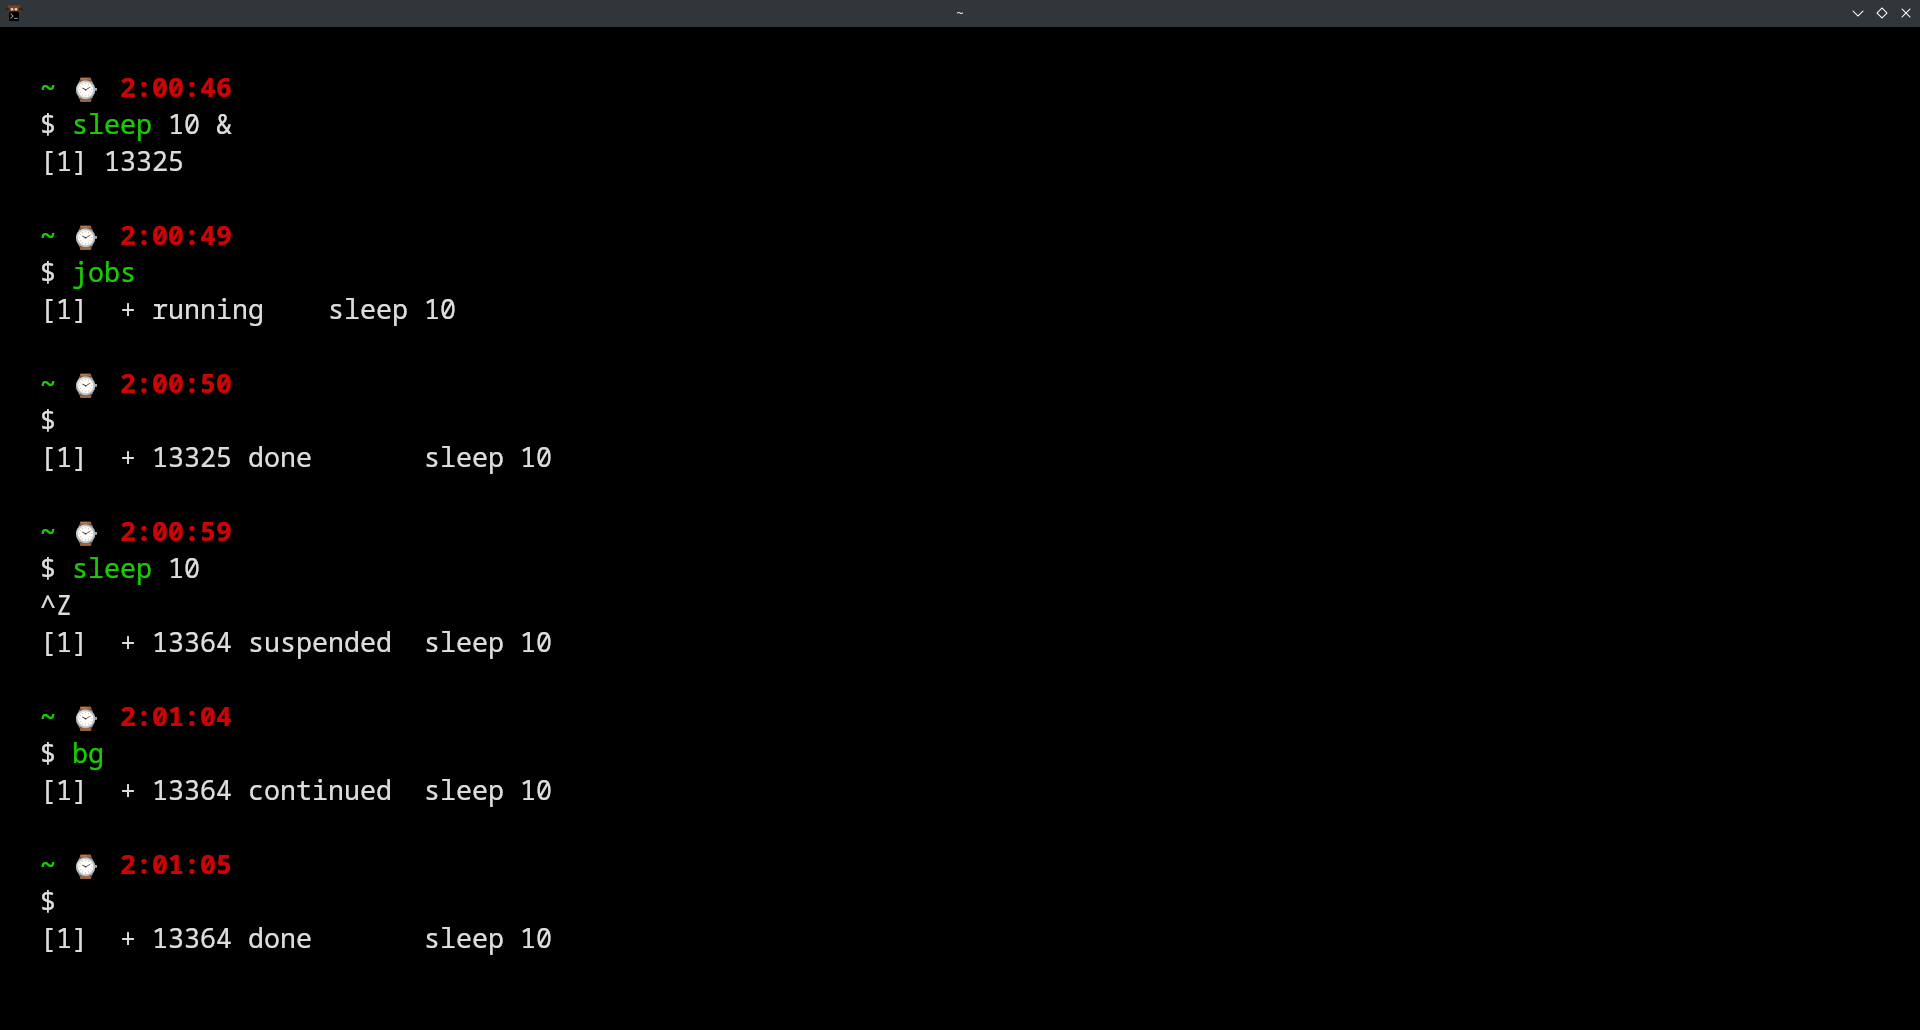 ~
~ ⌚ 2:00:46
$ sleep 10 &
[1] 13325
~ ⌚ 2:00:49
$ jobs
[1]  + running    sleep 10
~ ⌚ 2:00:50
$
[1]  + 13325 done       sleep 10
~ ⌚ 2:00:59
$ sleep 10
^Z
[1]  + 13364 suspended  sleep 10
~ ⌚ 2:01:04
$ bg
[1]  + 13364 continued  sleep 10
~ ⌚ 2:01:05
$
[1]  + 13364 done       sleep 10